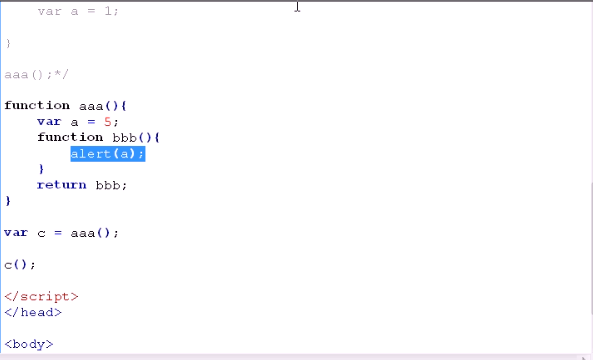 var a = 1;
}
aaa();*/
function aaa(){
var a = 5;
function bbb(){
alert(a);
}
return bbb;
}
var c = aaa();
c();
</script>
</head>
<body>